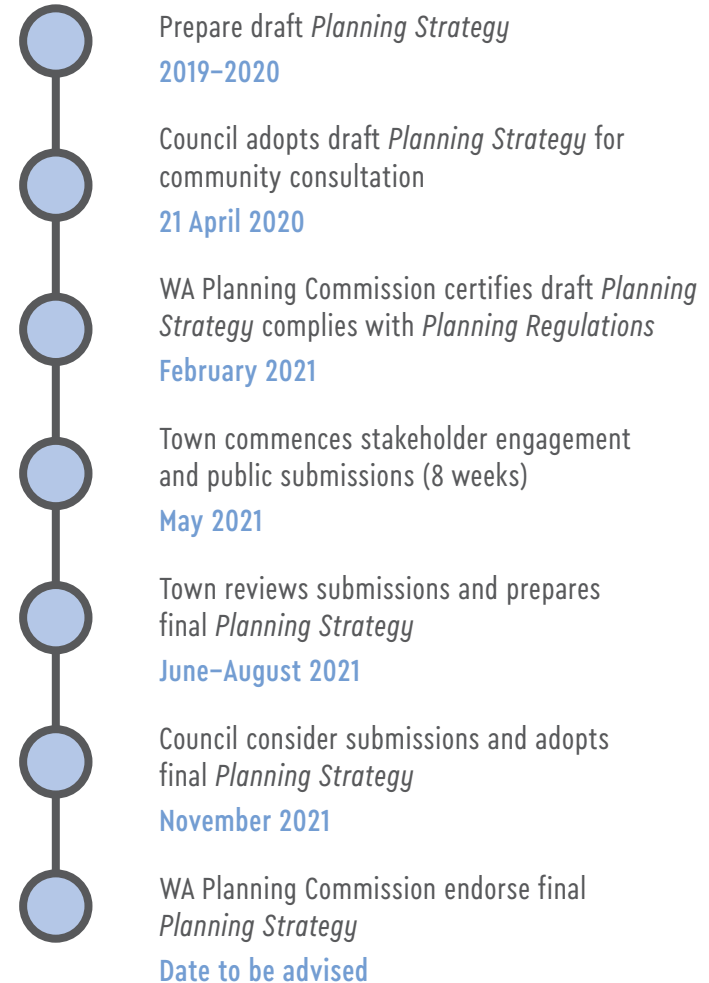 Prepare draft Planning Strategy
2019–2020
Council adopts draft Planning Strategy for
community consultation
21 April 2020
WA Planning Commission certifies draft Planning
Strategy complies with Planning Regulations
February 2021
Town commences stakeholder engagement
and public submissions (8 weeks)
May 2021
Town reviews submissions and prepares
final Planning Strategy
June–August 2021
Council consider submissions and adopts
final Planning Strategy
November 2021
WA Planning Commission endorse final
Planning Strategy
Date to be advised